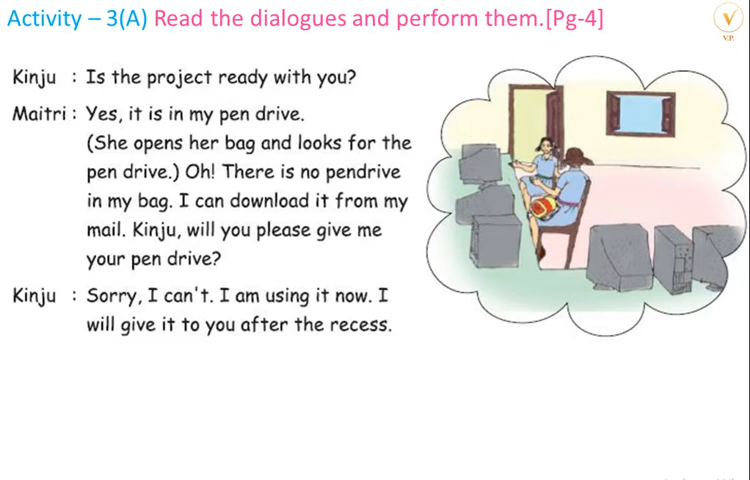 Activity – 3(A) Read the dialogues and perform them.[Pg-4]
V
V.P.
Kinju : Is the project ready with you?
Maitri : Yes, it is in my pen drive.
(She opens her bag and looks for the
pen drive.) Oh! There is no pendrive
in my bag. I can download it from my
mail. Kinju, will you please give me
your pen drive?
Kinju : Sorry, I can't. I am using it now. I
will give it to you after the recess.